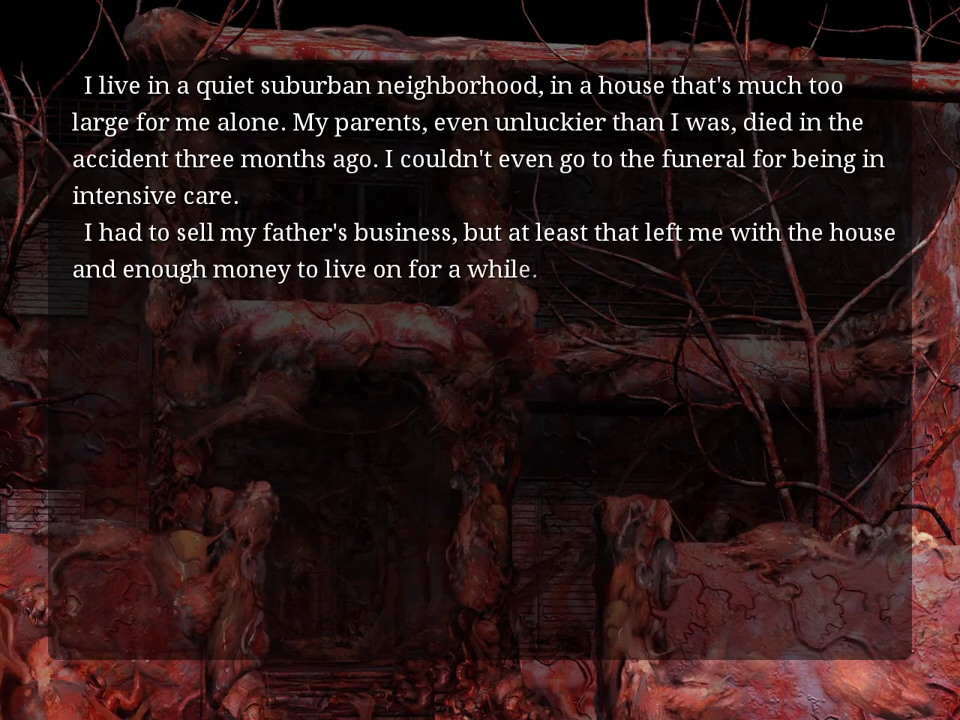 I live in a quiet suburban neighborhood, in a house that's much too
large for me alone. My parents, even unluckier than I was, died in the
accident three months ago. I couldn't even go to the funeral for being in
intensive care.
I had to sell my father's business, but at least that left me with the house
and enough money to live on for a while.